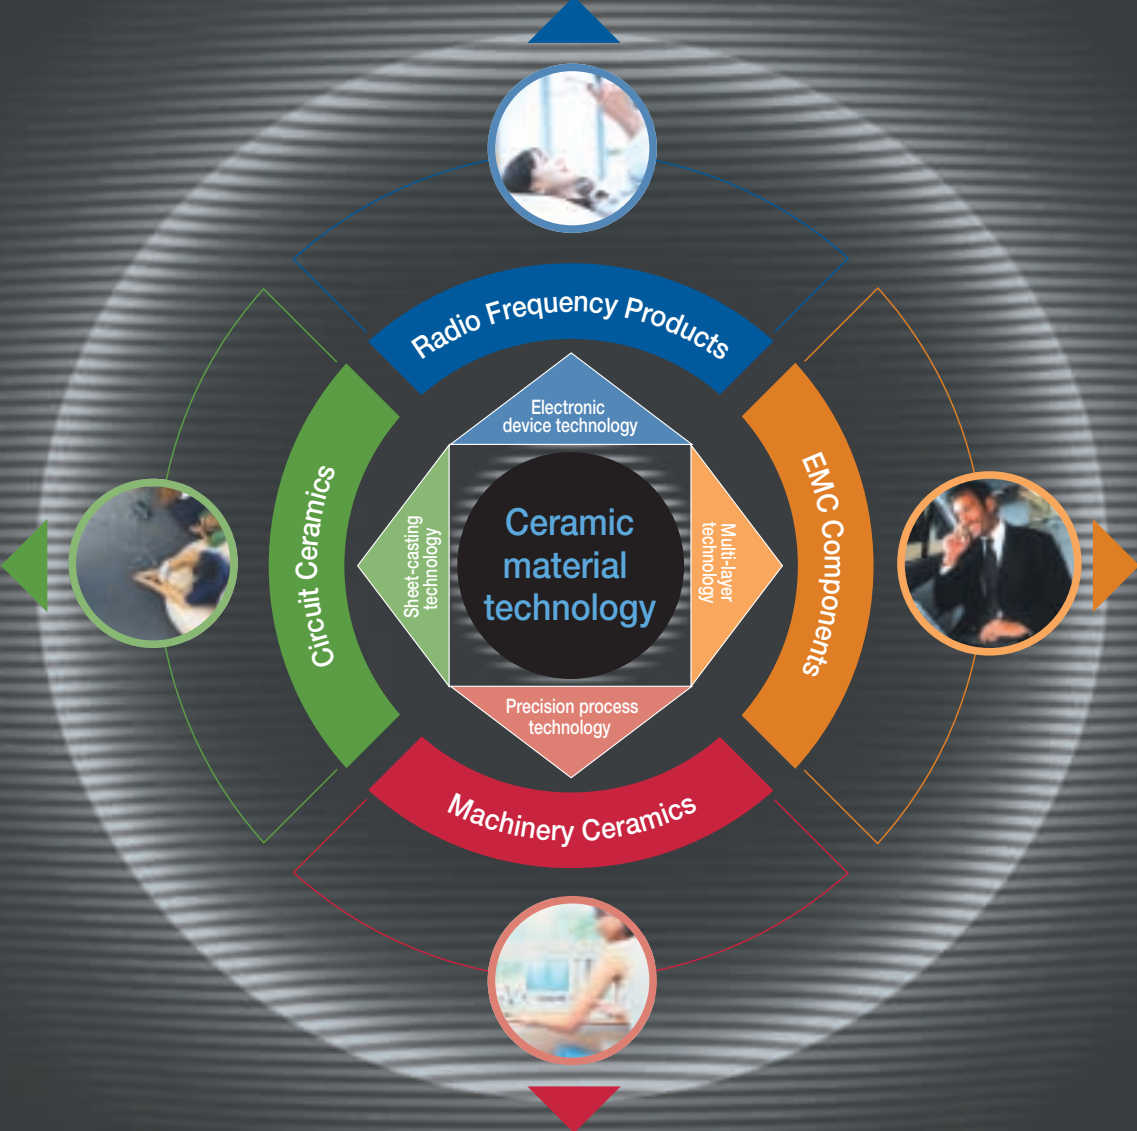 Radio Frequency Products
Electronic
device technology
Circuit Ceramics
Sheet-casting
technology
Ceramic
material
technology
Multi-layer
technology
EMC Components
Precision process
technology
Machinery Ceramics